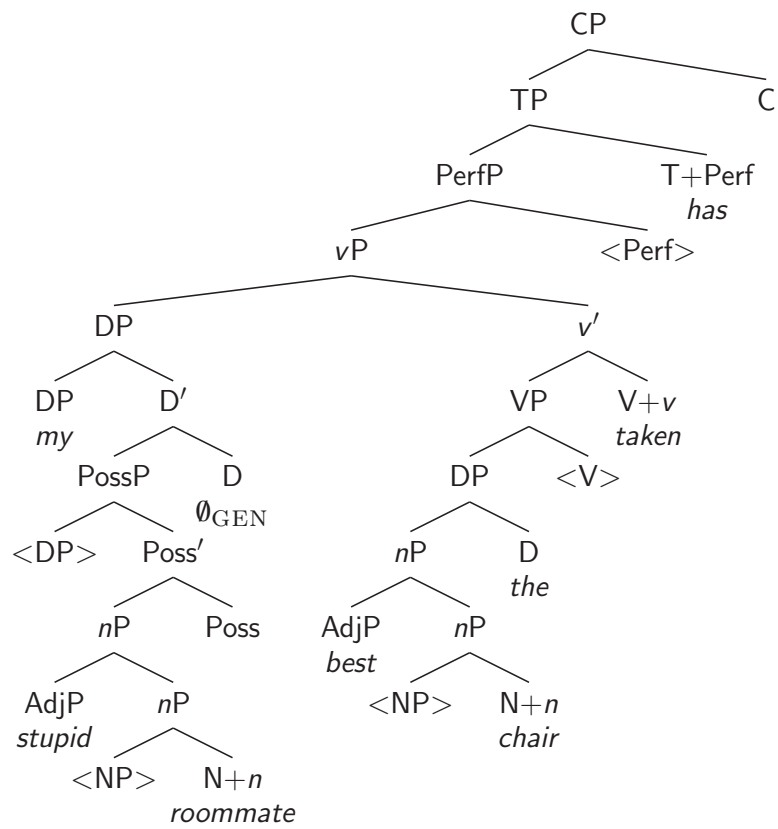 CP
TP C
PerfP T+Perf
has
vP <Perf>
DP v′
DP D′ VP V+v
my taken
PossP D DP <V>
∅GEN
<DP> Poss′ nP D
the
nP Poss AdjP nP
best
AdjP nP <NP> N+n
stupid chair
<NP> N+n
roommate